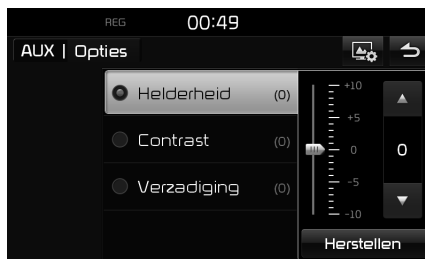 REG 00:49
AUX | Opties
Helderheid (0)
Contrast (0)
Verzadiging (0)
+10
+5
0
-5
-10
0
Herstellen